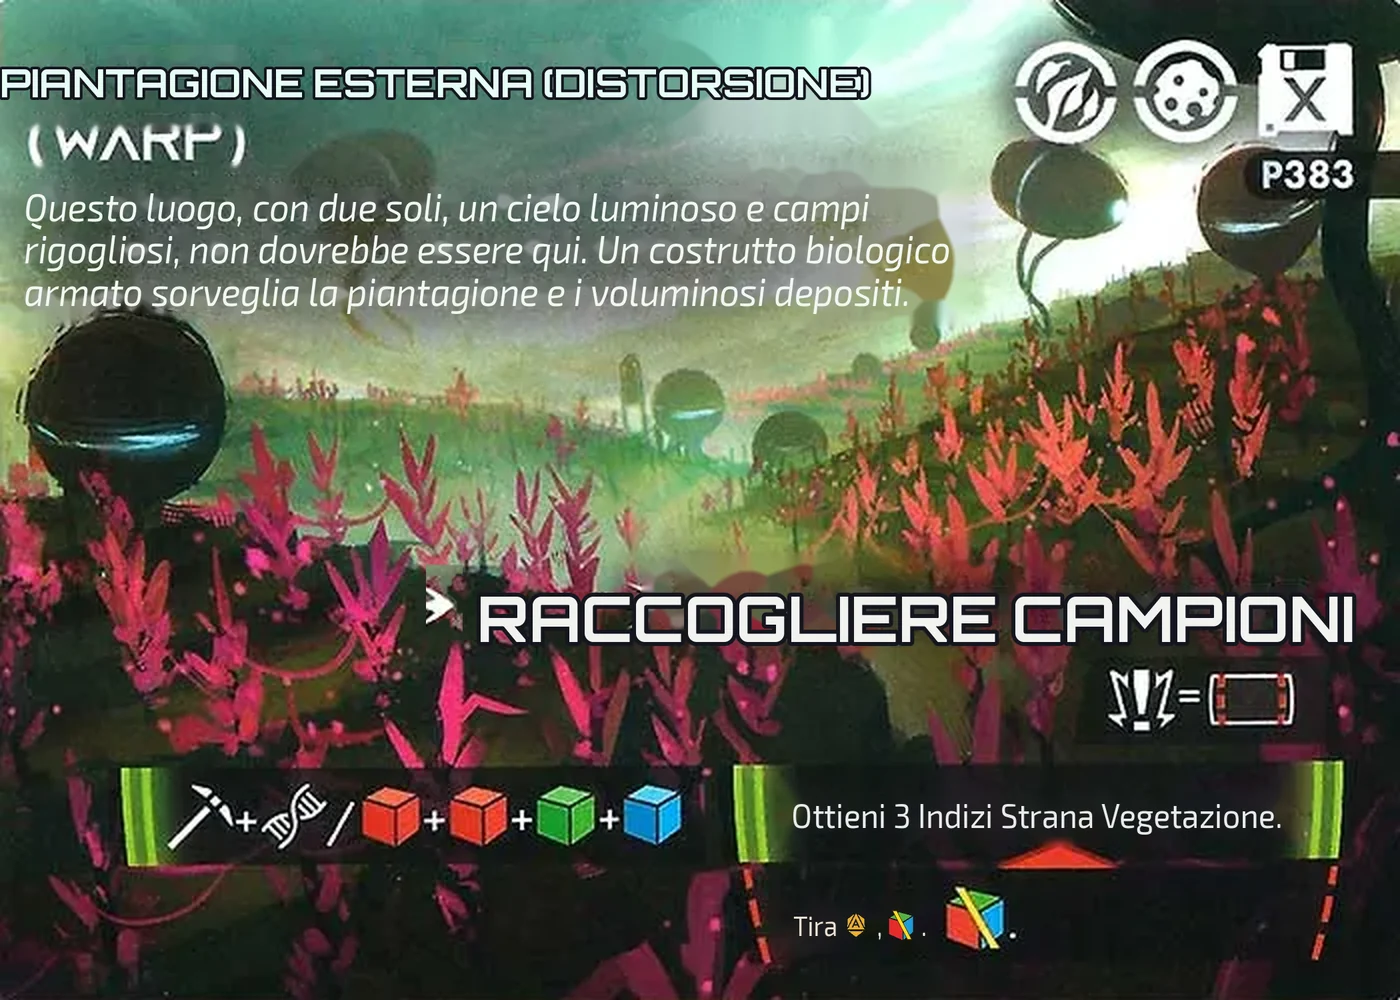 PIANTAGIONE ESTERNA (DISTORSIONE)
(WARP)
X
P383
Questo luogo, con due soli, un cielo luminoso e campi
rigogliosi, non dovrebbe essere qui. Un costrutto biologico
armato sorveglia la piantagione e i voluminosi depositi.
> RACCOGLIERE CAMPIONI
! =
+ / + + +
Ottieni 3 Indizi Strana Vegetazione.
Tira A , . .